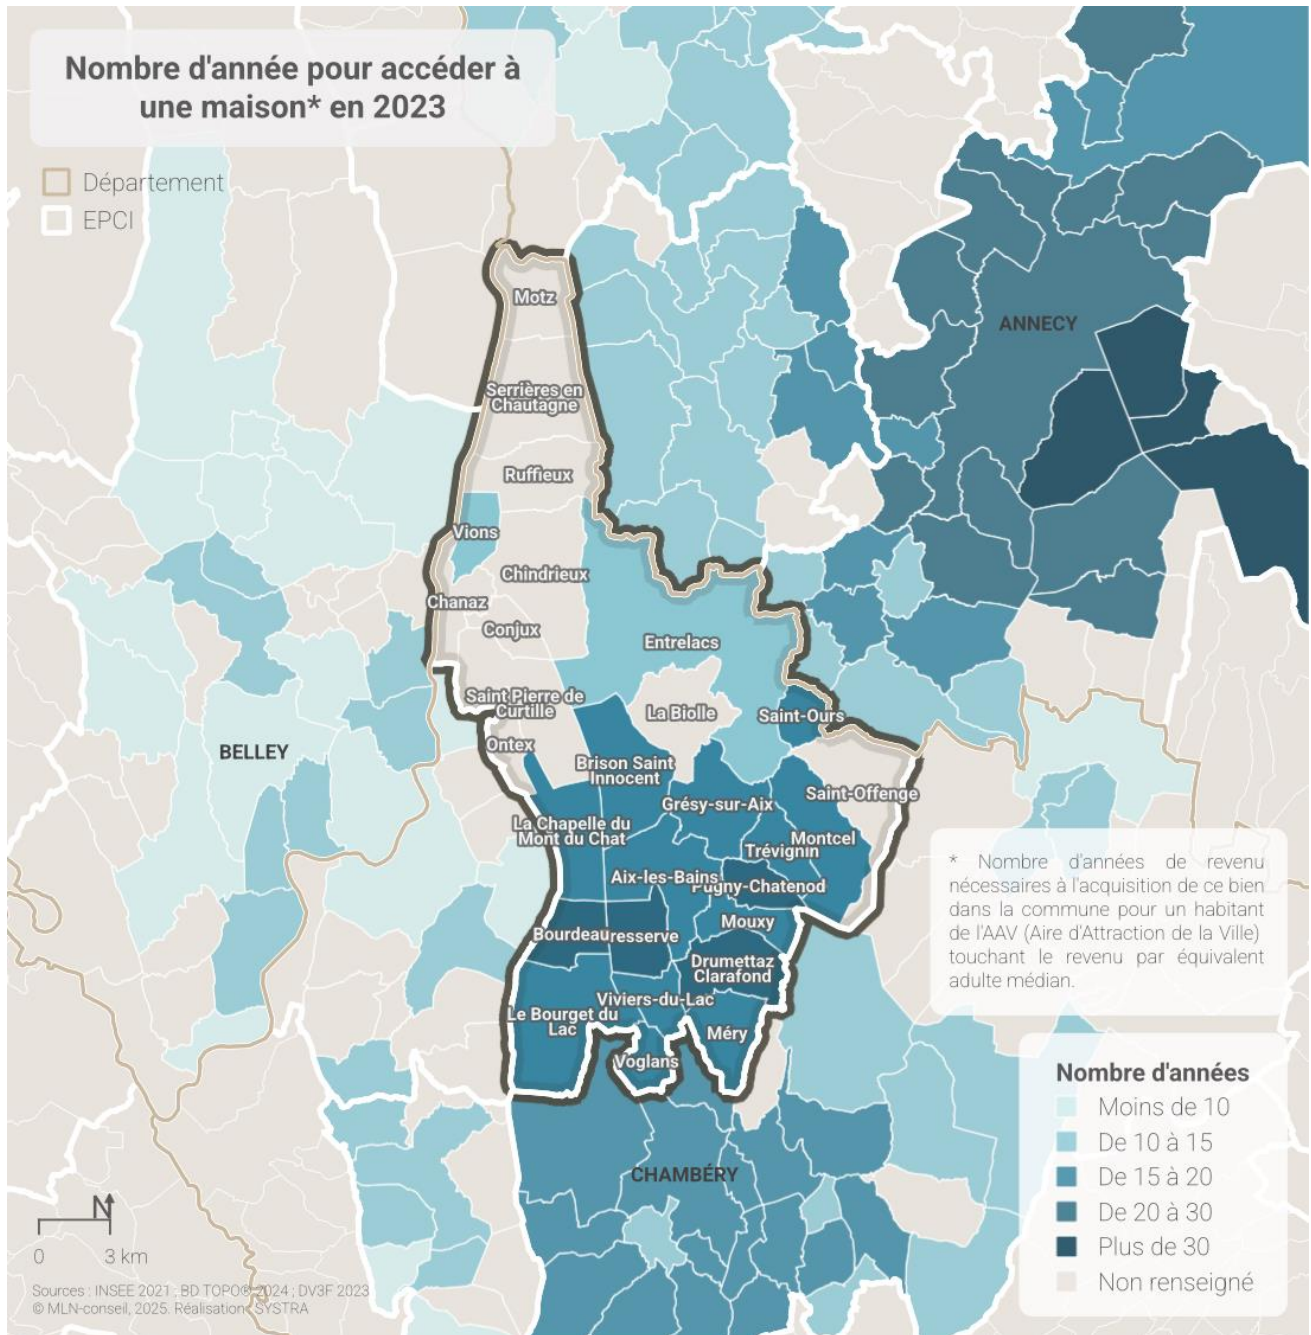 Nombre d'année pour accéder à
une maison* en 2023
Département
EPCI
Motz
ANNECY
Serrières en
Chautagne
Ruffieux
Vions
Chindrieux
Chanaz
Conjux
Entrelacs
Saint Pierre de
Curtille
La Biolle
Saint-Ours
Ontex
BELLEY
Brison Saint
Innocent
Grésy-sur-Aix
Saint-Offenge
La Chapelle du
Mont du Chat
Montcel
Trévignin
Aix-les-Bains
Pugny-Chatenod
Mouxy
Bourdeau
resserve
Drumettaz
Clarafond
Viviers-du-Lac
Le Bourget du
Lac
Méry
Voglans
CHAMBÉRY
* Nombre d'années de revenu
nécessaires à l'acquisition de ce bien
dans la commune pour un habitant
de l'AAV (Aire d'Attraction de la Ville)
touchant le revenu par équivalent
adulte médian.
Nombre d'années
Moins de 10
De 10 à 15
De 15 à 20
De 20 à 30
Plus de 30
Non renseigné
N
0 3 km
Sources : INSEE 2021 ; BD TOPO® 2024 ; DV3F 2023
© MLN-conseil, 2025. Réalisation : SYSTRA